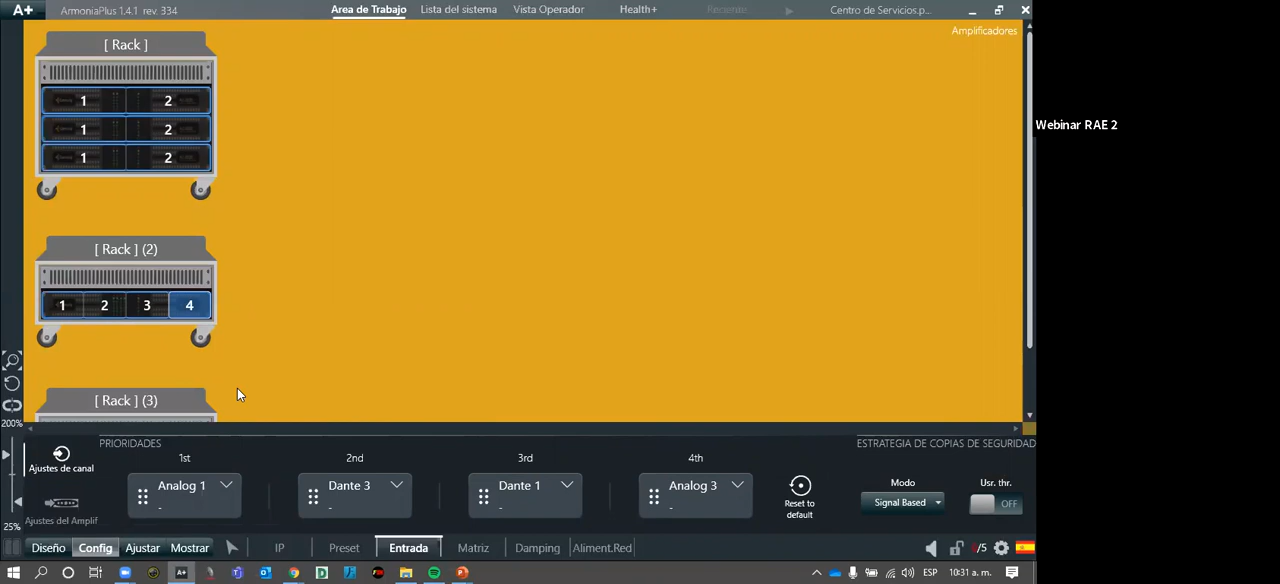 A+ ArmoniaPlus 1.4.1 rev. 334 Area de Trabajo Lista del sistema Vista Operador Health+ Reciente Centro de Servicios.p...
Amplificadores
[ Rack ]
1 2
1 2
1 2
Webinar RAE 2
[ Rack ] (2)
1 2 3 4
[ Rack ] (3)
200%
PRIORIDADES ESTRATEGIA DE COPIAS DE SEGURIDAD
Ajustes de canal
1st 2nd 3rd 4th
Analog 1 Dante 3 Dante 1 Analog 3
- - - -
Reset to default
Modo Usr. thr.
Signal Based OFF
Ajustes del Amplif
25%
Diseño Config Ajustar Mostrar IP Preset Entrada Matriz Damping Aliment.Red /5
A+ ESP 10:31 a. m.